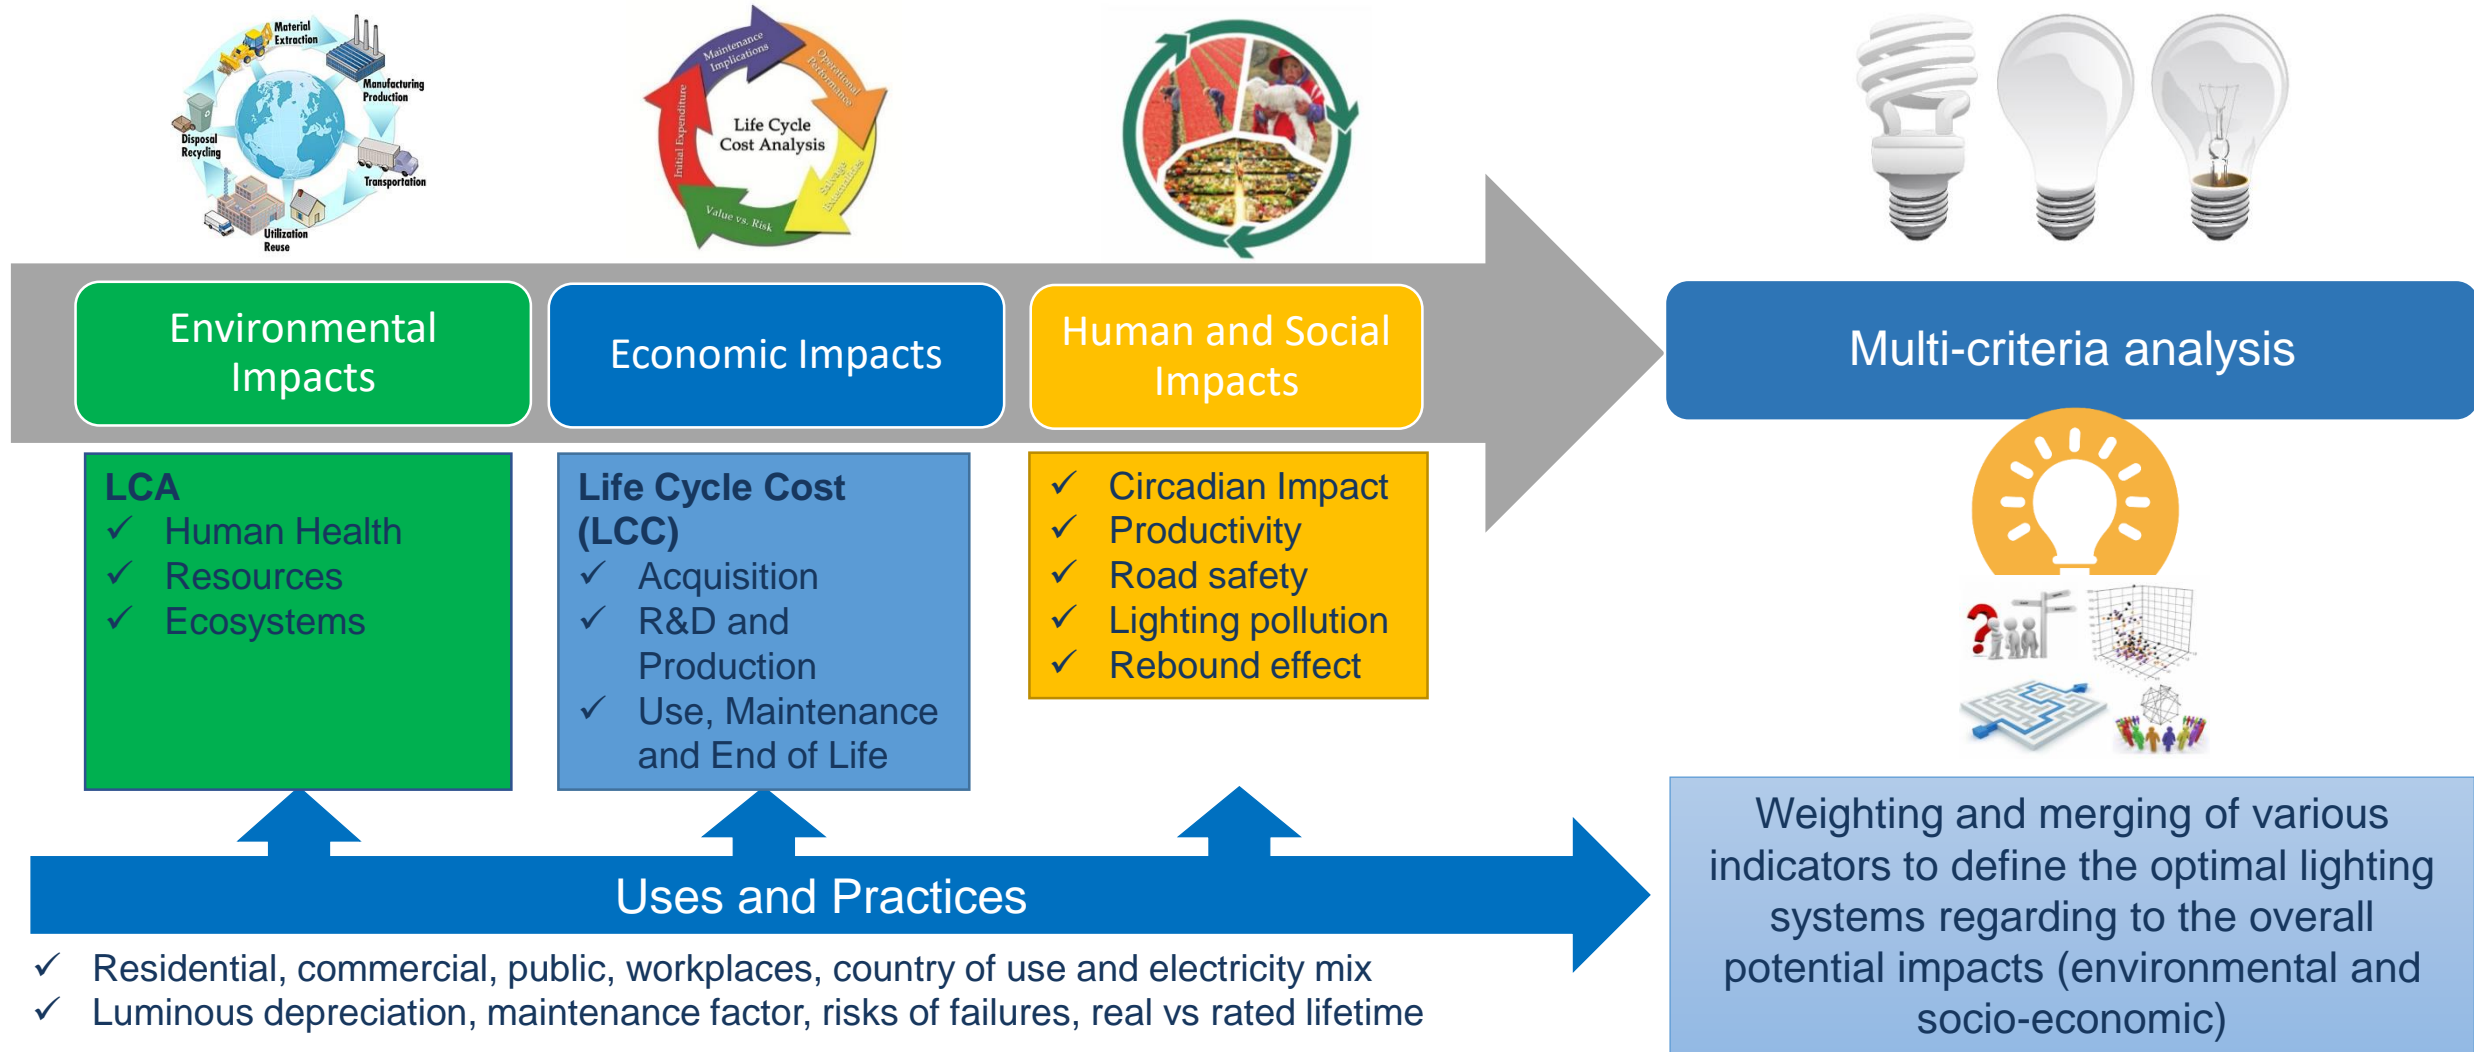 Material
Extraction
Manufacturing
Production
Transportation
Utilization
Reuse
Disposal
Recycling
Maintenance
Implications
Operational
Performance
Initial Expenditure
Value vs. Risk
Life Cycle
Cost Analysis
Environmental
Impacts
Economic Impacts
Human and Social
Impacts
Multi-criteria analysis
LCA
✓ Human Health
✓ Resources
✓ Ecosystems
Life Cycle Cost
(LCC)
✓ Acquisition
✓ R&D and
Production
✓ Use, Maintenance
and End of Life
✓ Circadian Impact
✓ Productivity
✓ Road safety
✓ Lighting pollution
✓ Rebound effect
Uses and Practices
✓ Residential, commercial, public, workplaces, country of use and electricity mix
✓ Luminous depreciation, maintenance factor, risks of failures, real vs rated lifetime
Weighting and merging of various
indicators to define the optimal lighting
systems regarding to the overall
potential impacts (environmental and
socio-economic)